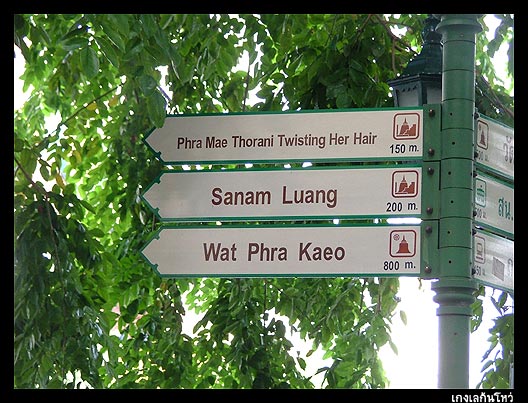 Phra Mae Thorani Twisting Her Hair
150 m.
Sanam Luang
200 m.
Wat Phra Kaeo
800 m.
เกงเลก้นโหว่